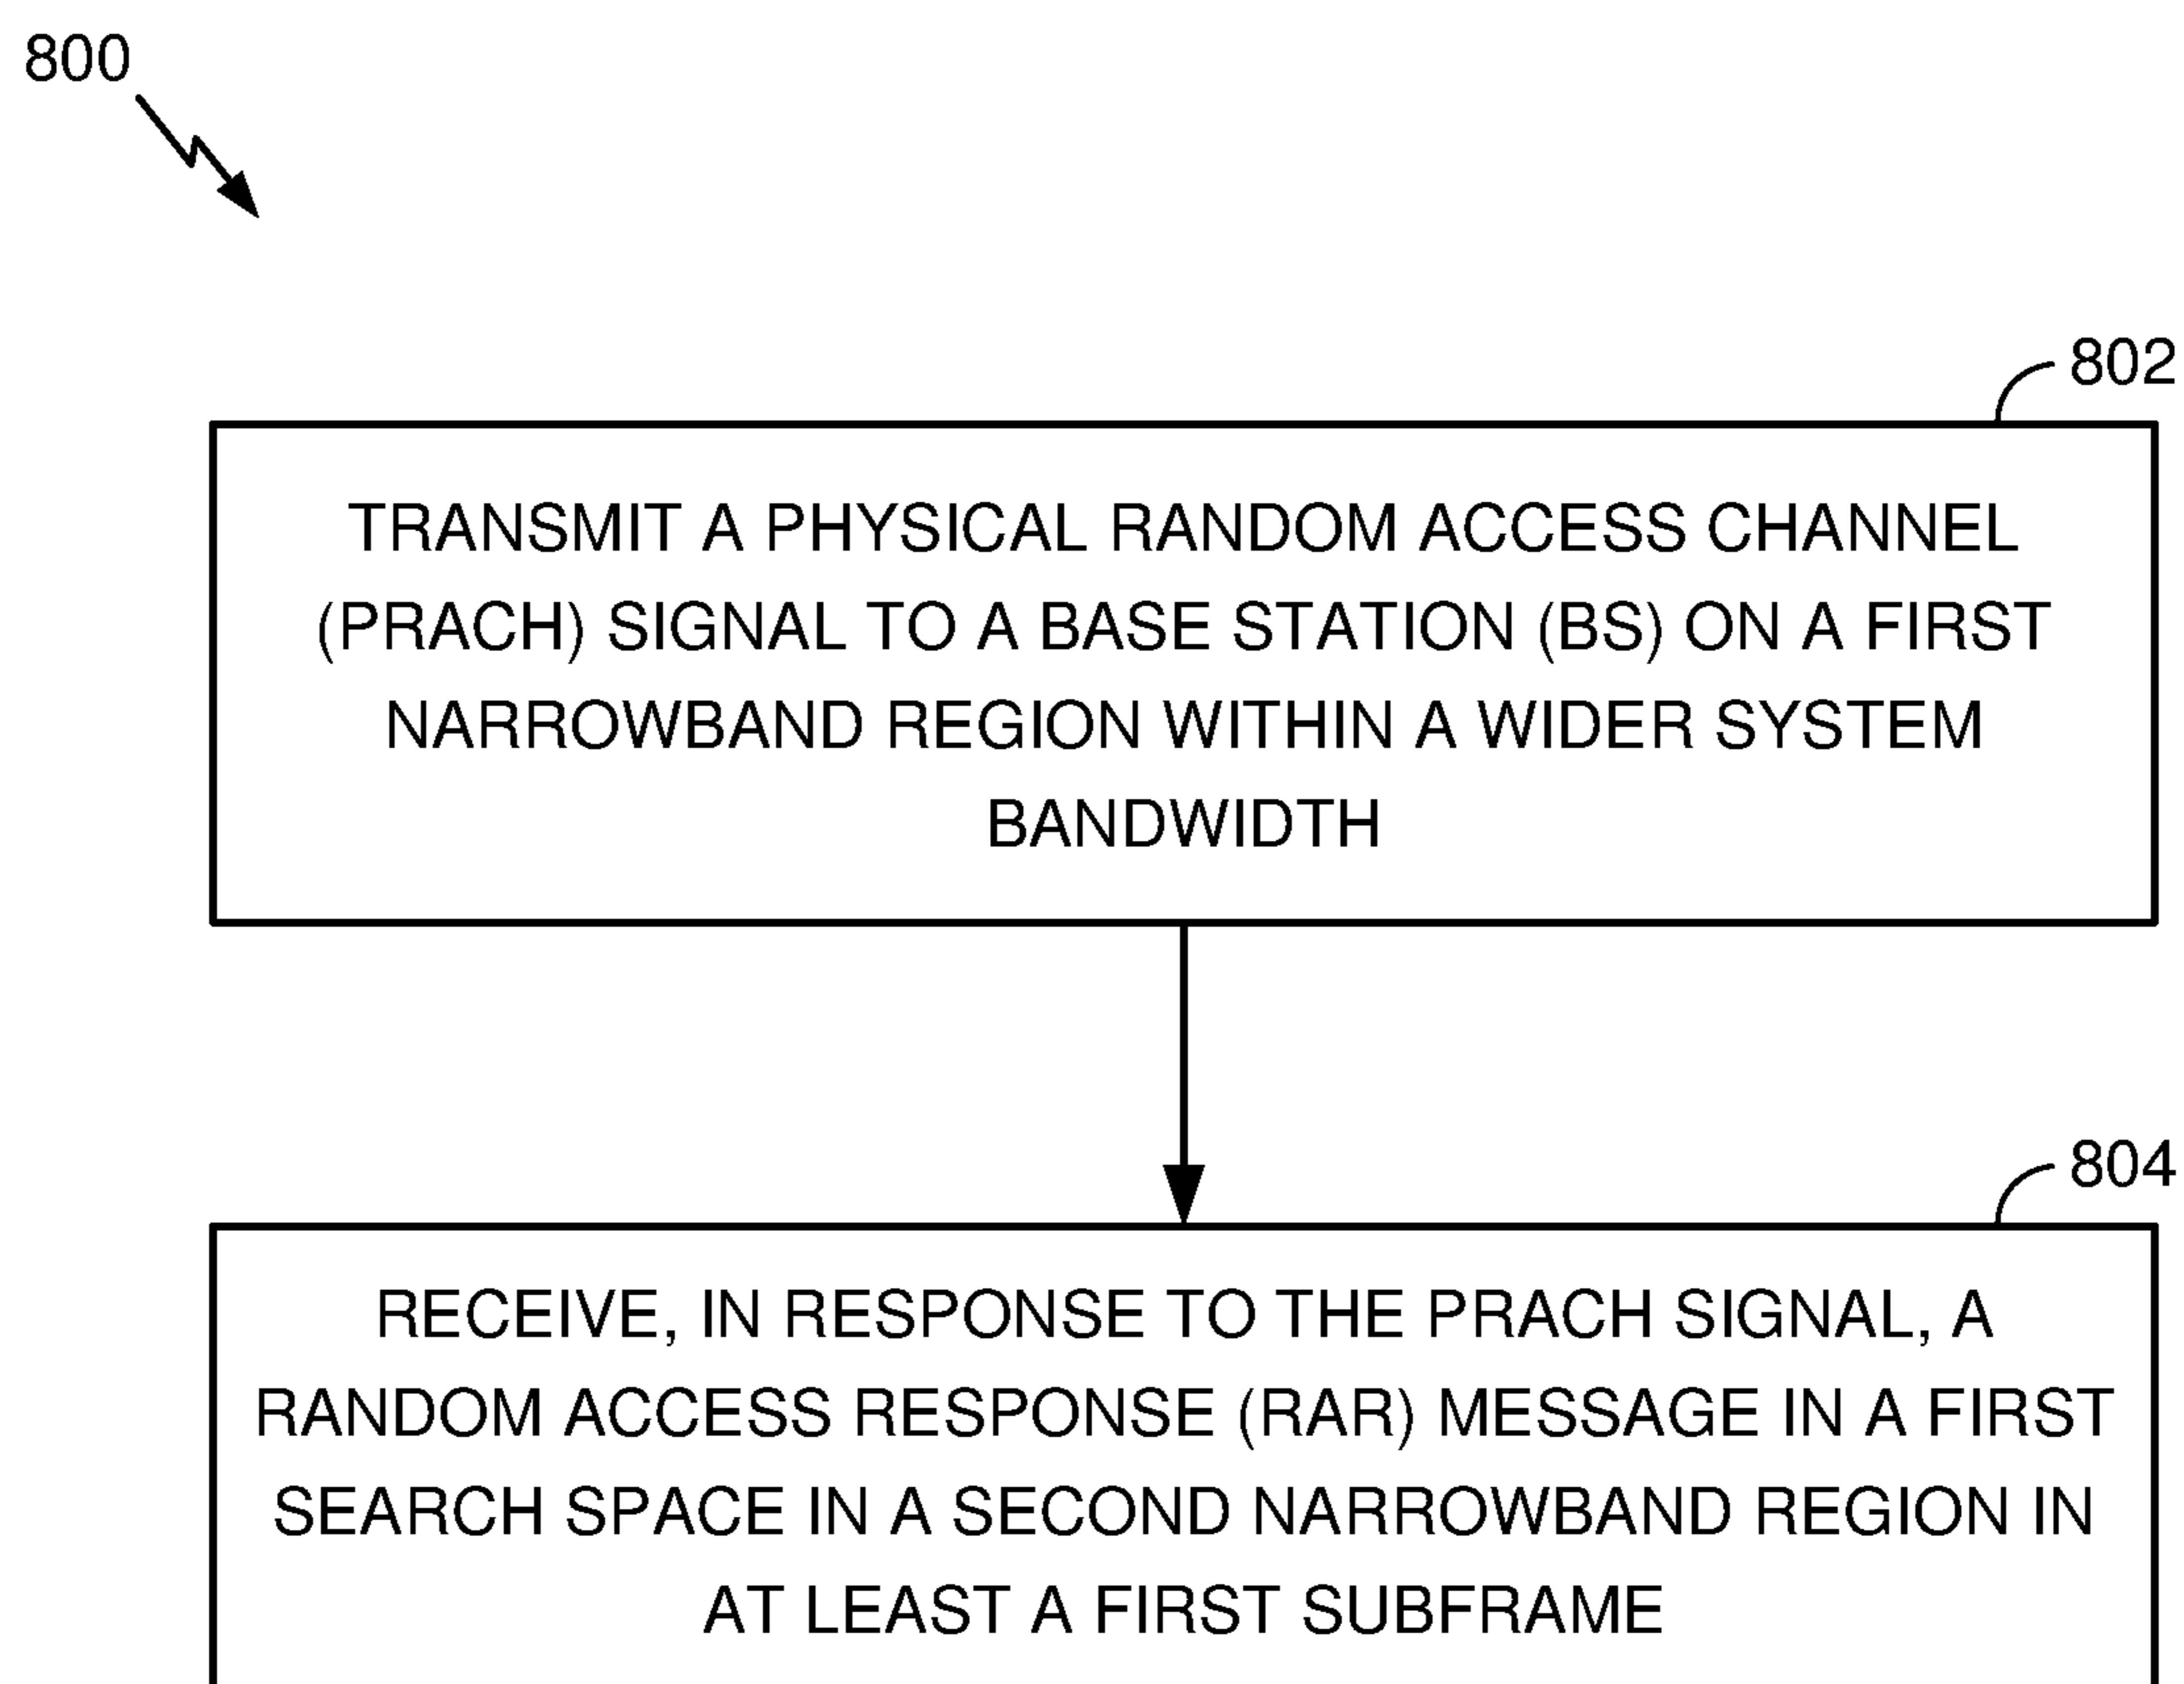 800
802
TRANSMIT A PHYSICAL RANDOM ACCESS CHANNEL
(PRACH) SIGNAL TO A BASE STATION (BS) ON A FIRST
NARROWBAND REGION WITHIN A WIDER SYSTEM
BANDWIDTH
804
RECEIVE, IN RESPONSE TO THE PRACH SIGNAL, A
RANDOM ACCESS RESPONSE (RAR) MESSAGE IN A FIRST
SEARCH SPACE IN A SECOND NARROWBAND REGION IN
AT LEAST A FIRST SUBFRAME